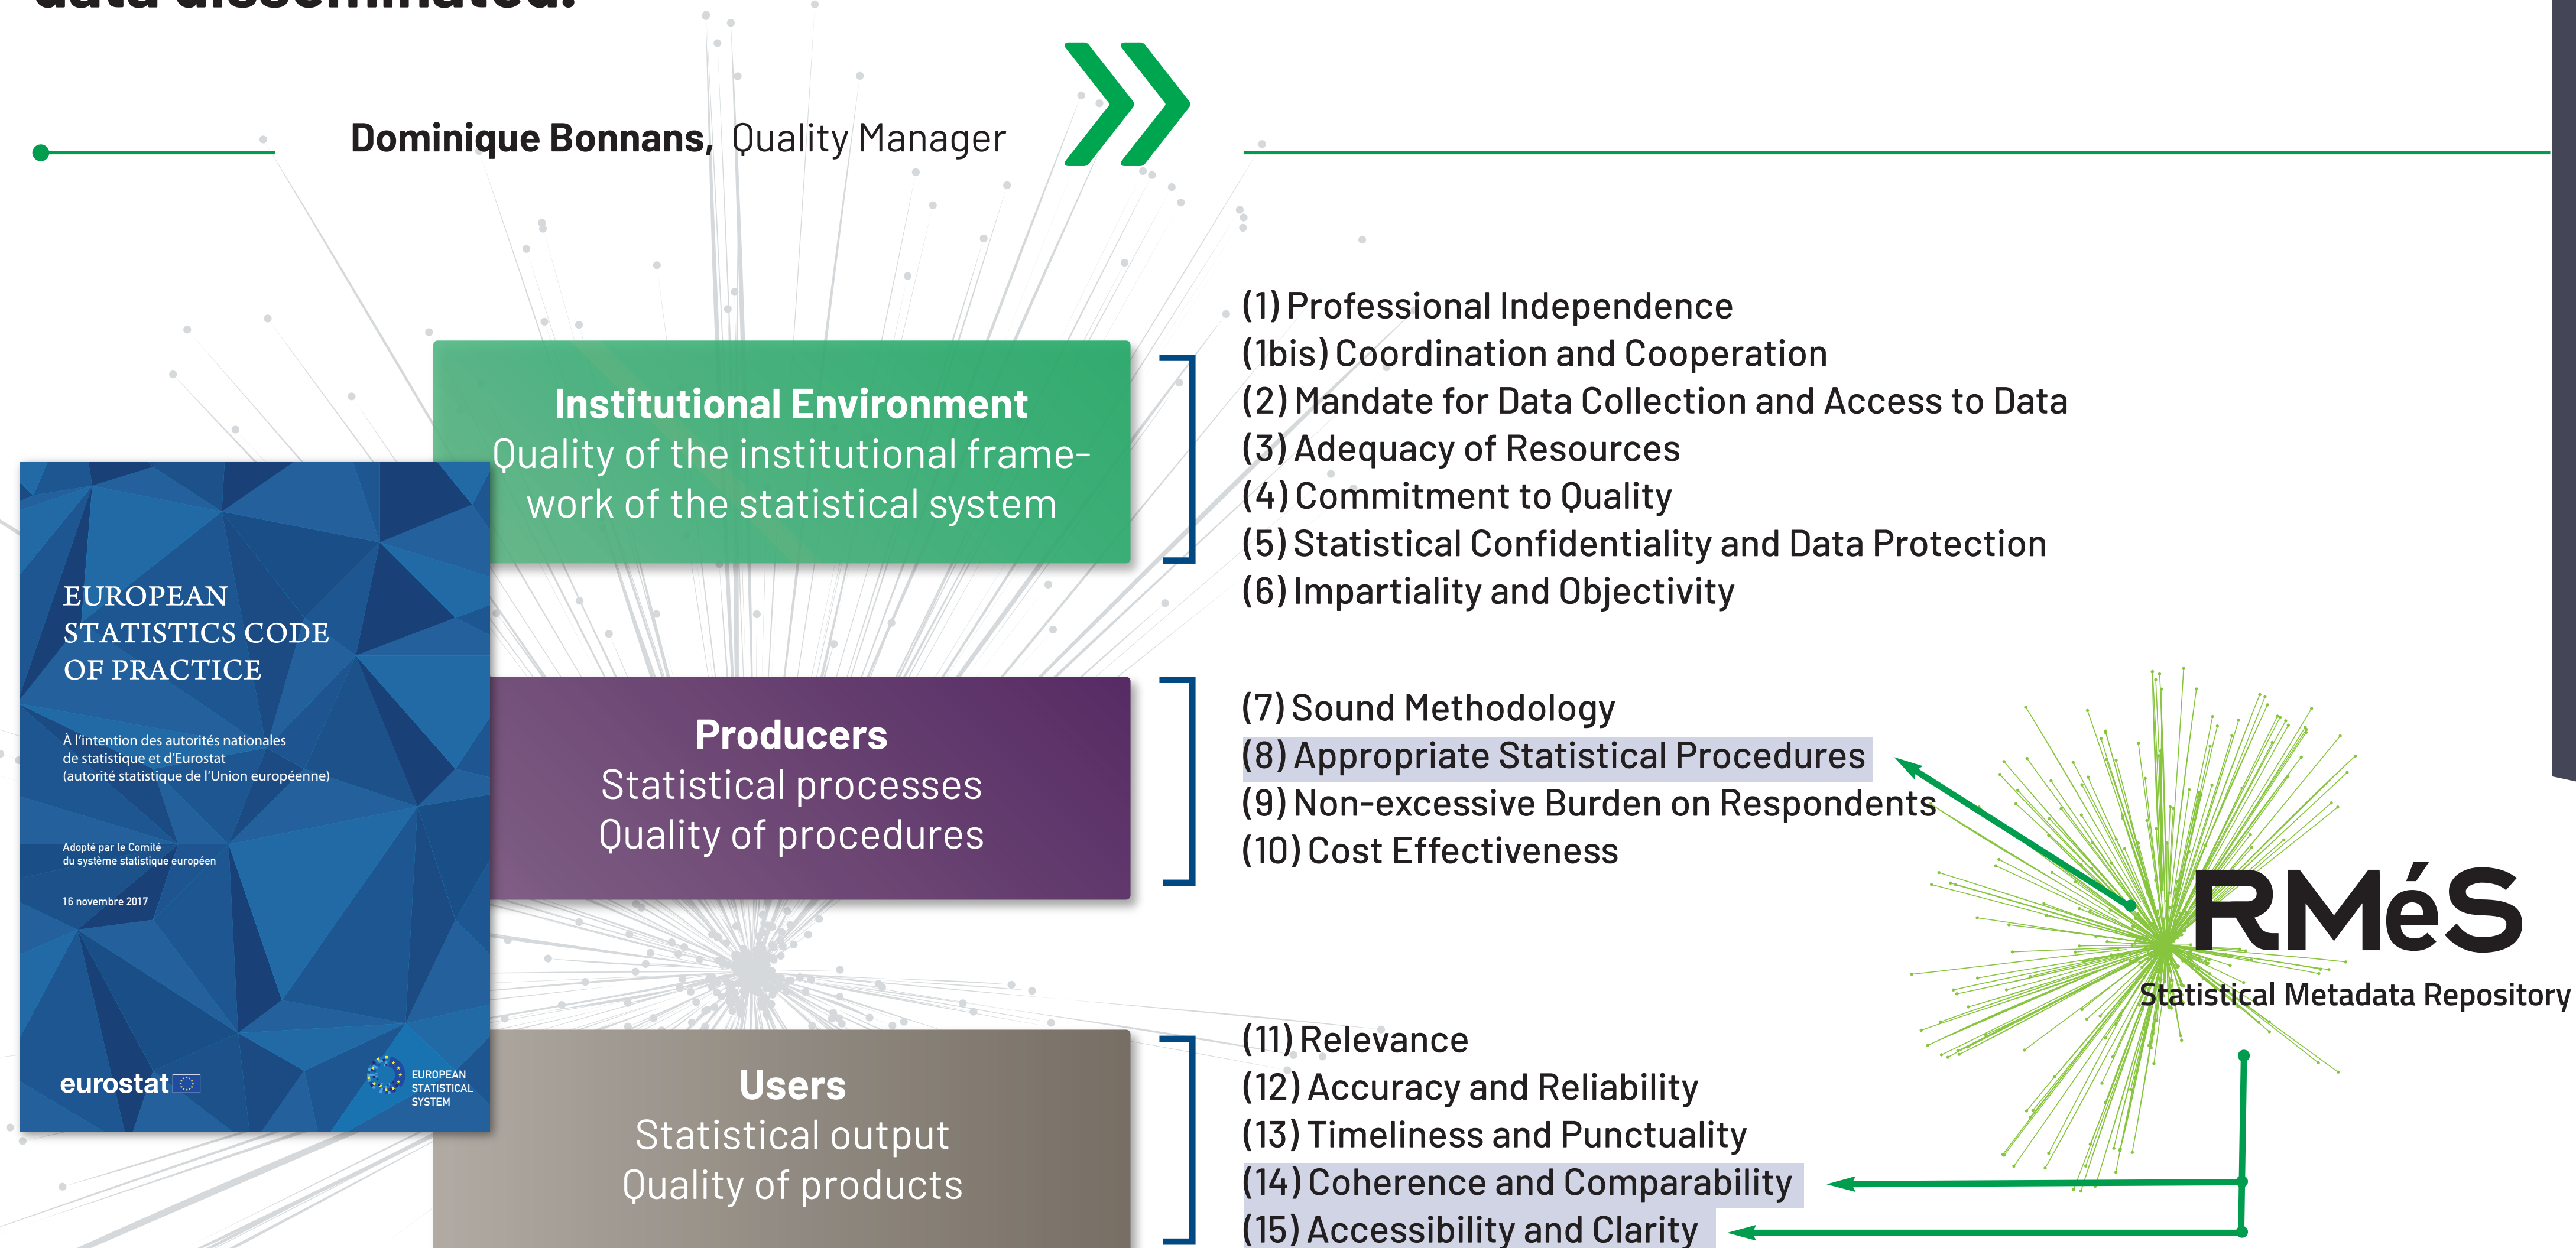 data disseminated.
Dominique Bonnans, Quality Manager
(1) Professional Independence
(1bis) Coordination and Cooperation
(2) Mandate for Data Collection and Access to Data
(3) Adequacy of Resources
(4) Commitment to Quality
(5) Statistical Confidentiality and Data Protection
(6) Impartiality and Objectivity
Institutional Environment
Quality of the institutional frame-
work of the statistical system
EUROPEAN
STATISTICS CODE
OF PRACTICE
À l'intention des autorités nationales
de statistique et d'Eurostat
(autorité statistique de l'Union européenne)
Adopté par le Comité
du système statistique européen
16 novembre 2017
eurostat
EUROPEAN
STATISTICAL
SYSTEM
Producers
Statistical processes
Quality of procedures
(7) Sound Methodology
(8) Appropriate Statistical Procedures
(9) Non-excessive Burden on Respondents
(10) Cost Effectiveness
RMéS
Statistical Metadata Repository
Users
Statistical output
Quality of products
(11) Relevance
(12) Accuracy and Reliability
(13) Timeliness and Punctuality
(14) Coherence and Comparability
(15) Accessibility and Clarity